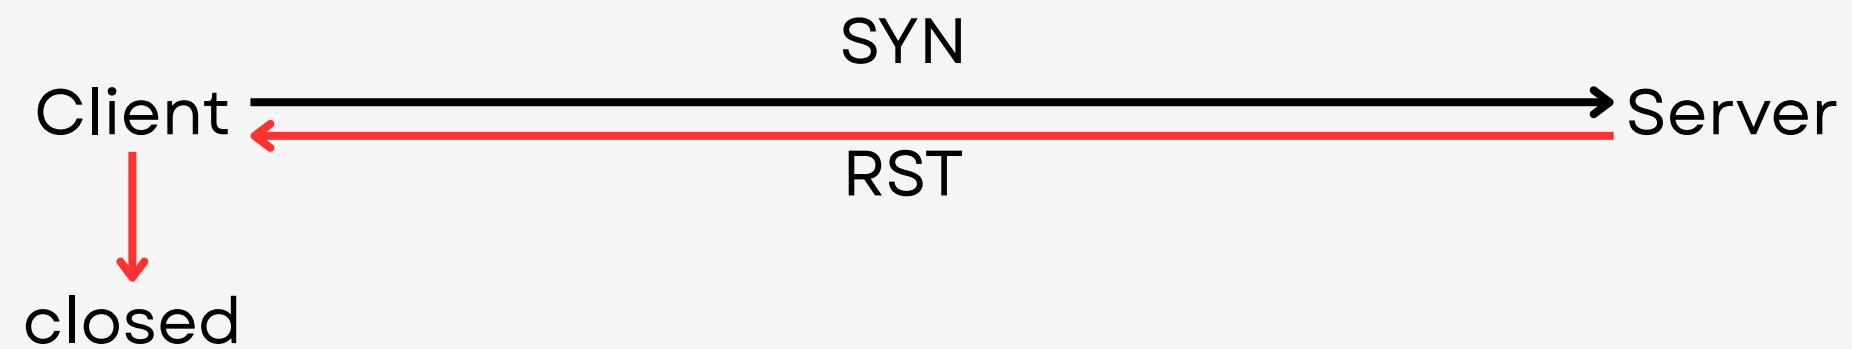 SYN
Client
Server
RST
closed